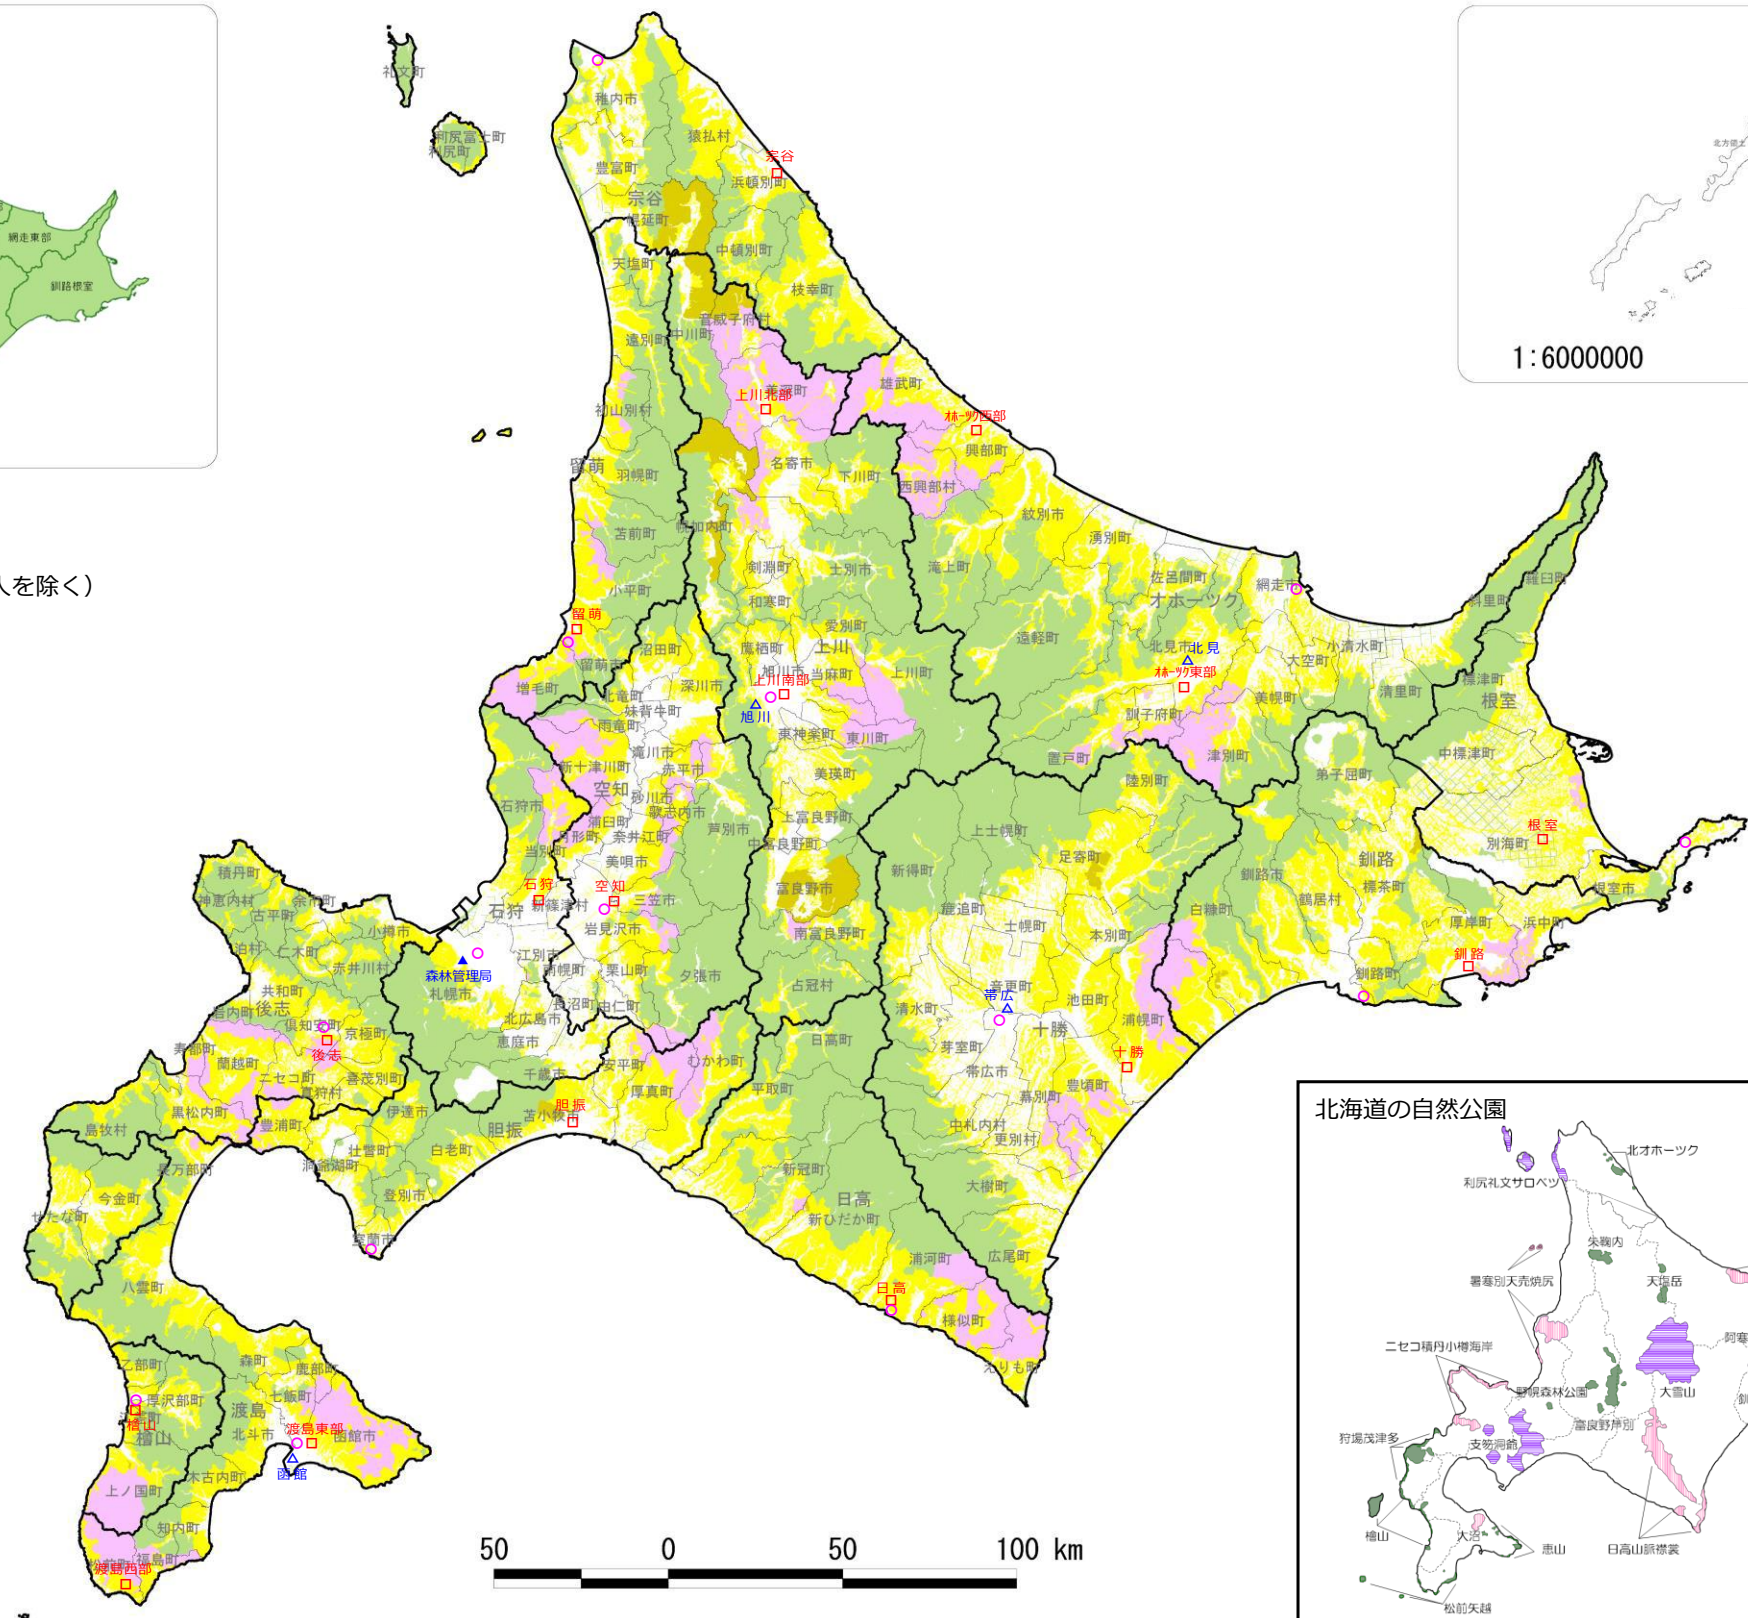 網走東部
釧路根室
人を除く）
北方領土
1:6000000
礼文町
利尻富士町
利尻町
稚内市
猿払村
宗谷
豊富町
浜頓別町
宗谷
幌延町
中頓別町
天塩町
枝幸町
音威子府村
中川町
遠別町
美深町
上川北部
雄武町
初山別村
ｵﾎｰﾂｸ西部
興部町
留萌
羽幌町
名寄市
下川町
西興部村
苫前町
幌加内町
紋別市
湧別町
剣淵町
士別市
滝上町
佐呂間町
網走市
羅臼町
小平町
和寒町
オホーツク
斜里町
留萌
愛別町
遠軽町
沼田町
鷹栖町
上川
北見市
北見
小清水町
留萌市
旭川市
当麻町
上川町
大空町
上川南部
ｵﾎｰﾂｸ東部
標津町
増毛町
北竜町
深川市
美幌町
清里町
根室
妹背牛町
旭川
訓子府町
雨竜町
東神楽町
東川町
滝川市
置戸町
津別町
中標津町
新十津川町
赤平市
美瑛町
陸別町
弟子屈町
空知
砂川市
石狩市
歌志内市
浦臼町
上富良野町
月形町
奈井江町
芦別市
上士幌町
根室
当別町
中富良野町
別海町
美唄市
足寄町
釧路
積丹町
新得町
石狩
空知
富良野市
釧路市
標茶町
神恵内村
余市町
新篠津村
三笠市
鶴居村
根室市
古平町
石狩
鹿追町
白糠町
小樽市
岩見沢市
士幌町
厚岸町
浜中町
泊村
仁木町
南富良野町
本別町
赤井川村
江別市
釧路
森林管理局
南幌町
栗山町
夕張市
釧路町
共和町
札幌市
占冠村
音更町
後志
帯広
岩内町
長沼町
由仁町
清水町
池田町
倶知安町
京極町
北広島市
浦幌町
十勝
恵庭市
日高町
寿都町
後志
むかわ町
芽室町
十勝
蘭越町
安平町
ニセコ町
喜茂別町
千歳市
帯広市
真狩村
厚真町
平取町
豊頃町
幕別町
胆振
黒松内町
伊達市
苫小牧市
島牧村
豊浦町
胆振
中札内村
壮瞥町
白老町
更別村
長万部町
洞爺湖町
新冠町
今金町
登別市
大樹町
せたな町
日高
新ひだか町
室蘭市
浦河町
広尾町
八雲町
日高
様似町
森町
鹿部町
えりも町
乙部町
七飯町
厚沢部町
渡島
檜山
渡島東部
檜山
北斗市
函館市
函館
木古内町
上ノ国町
知内町
福島町
渡島西部
50 0 50 100 km
北海道の自然公園
北オホーツク
利尻礼文サロベツ
朱鞠内
暑寒別天売焼尻
天塩岳
ニセコ積丹小樽海岸
野幌森林公園
大雪山
富良野芦別
狩場茂津多
支笏洞爺
檜山
大沼
恵山
日高山脈襟裳
松前矢越